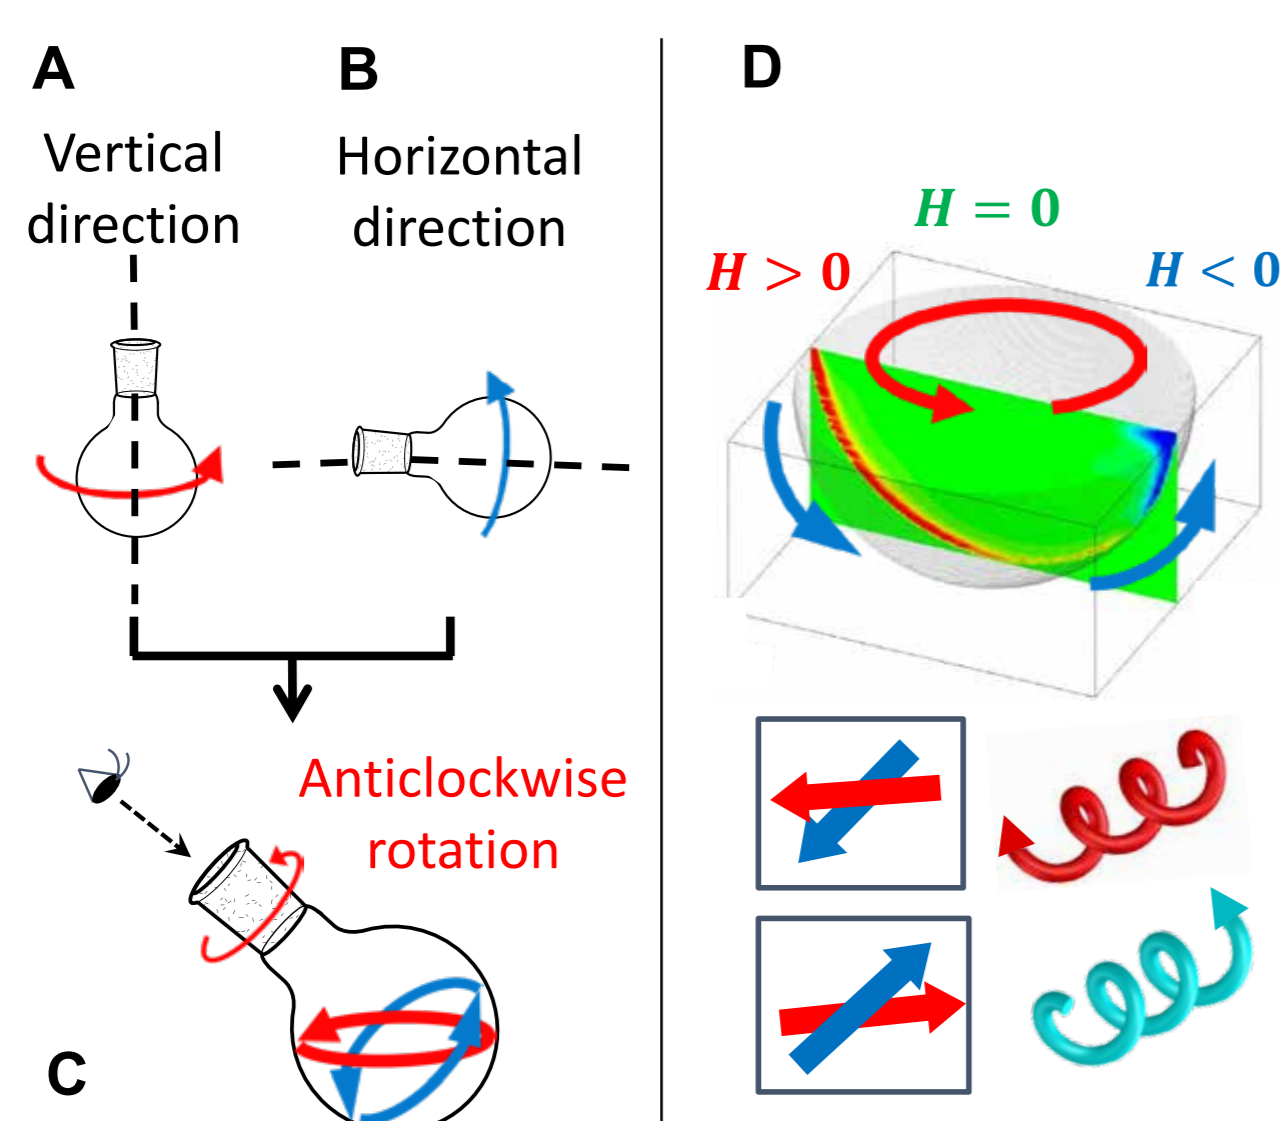 A
Vertical
direction
B
Horizontal
direction
Anticlockwise
rotation
C
D
H = 0
H > 0
H < 0